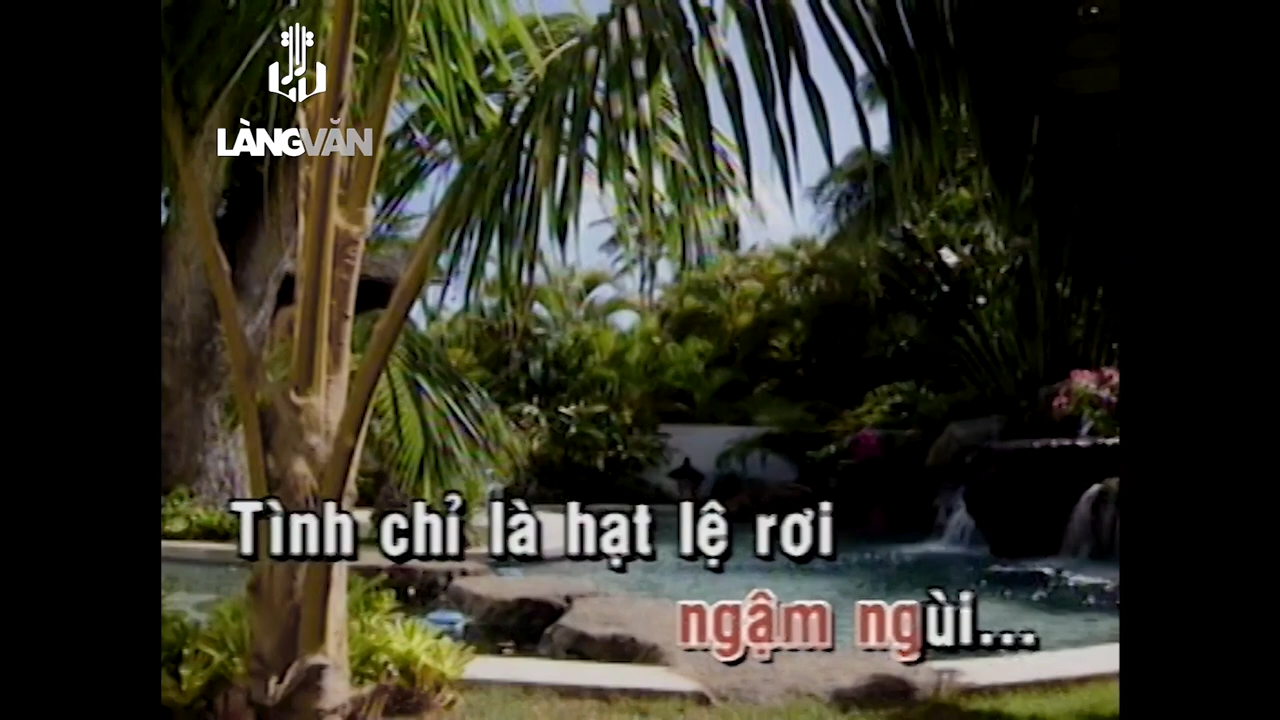 LÀNGVĂN
Tình chỉ là hạt lệ rơi
ngậm ngùi...